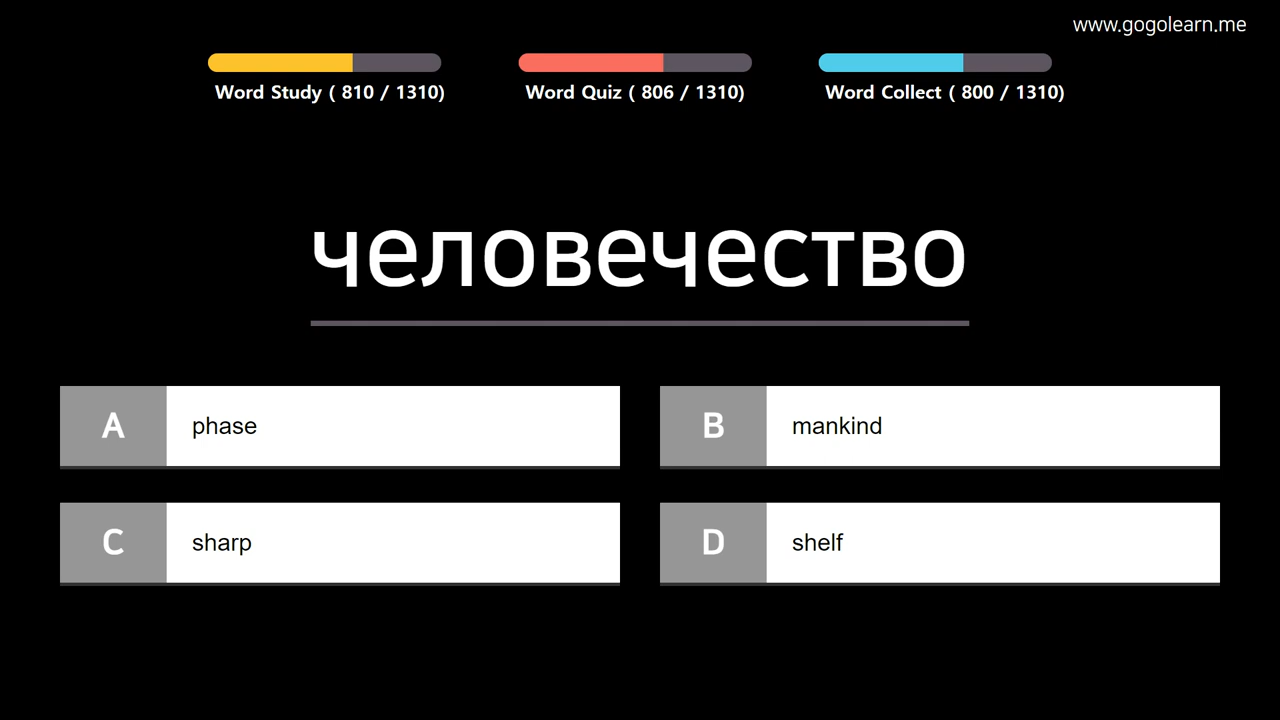 www.gogolearn.me
Word Study ( 810 / 1310)
Word Quiz ( 806 / 1310)
Word Collect ( 800 / 1310)
человечество
A phase
B mankind
C sharp
D shelf